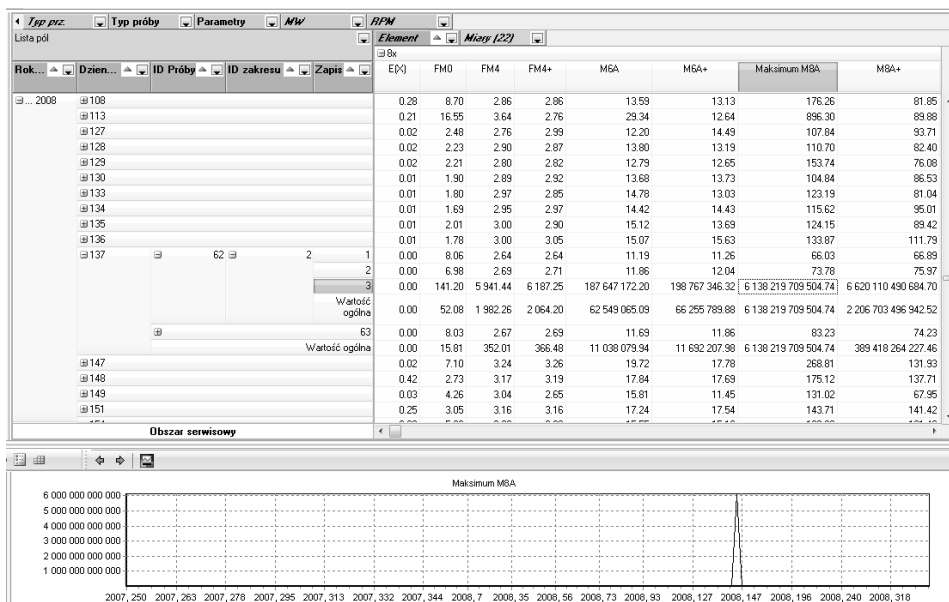 Typ prz. Typ próby Parametry MW RPM
Lista pól Element Miary (22)
8x
Rok... Dzien... ID Próby ID zakresu Zapis E(X) FM0 FM4 FM4+ M6A M6A+ Maksimum M8A M8A+
... 2008 108 0.28 8.70 2.86 2.86 13.59 13.13 176.26 81.85
113 0.21 16.55 3.64 2.76 29.34 12.64 896.30 89.88
127 0.02 2.48 2.76 2.99 12.20 14.49 107.84 93.71
128 0.02 2.23 2.90 2.87 13.80 13.19 110.70 82.40
129 0.02 2.21 2.80 2.82 12.79 12.65 153.74 76.08
130 0.01 1.90 2.89 2.92 13.68 13.73 104.84 86.53
133 0.01 1.80 2.97 2.85 14.78 13.03 123.19 81.04
134 0.01 1.69 2.95 2.97 14.42 14.43 115.62 95.01
135 0.01 2.01 3.00 2.90 15.12 13.69 124.15 89.42
136 0.01 1.78 3.00 3.05 15.07 15.63 133.87 111.79
137 62 2 1 0.00 8.06 2.64 2.64 11.19 11.26 66.03 66.89
2 0.00 6.98 2.69 2.71 11.86 12.04 73.78 75.97
3 0.00 141.20 5 941.44 6 187.25 187 647 172.20 198 767 346.32 6 138 219 709 504.74 6 620 110 490 684.70
Wartość ogólna 0.00 52.08 1 982.26 2 064.20 62 549 065.09 66 255 789.88 6 138 219 709 504.74 2 206 703 496 942.52
63 0.00 8.03 2.67 2.69 11.69 11.86 83.23 74.23
Wartość ogólna 0.00 15.81 352.01 366.48 11 038 079.94 11 692 207.98 6 138 219 709 504.74 389 418 264 227.46
147 0.02 7.10 3.24 3.26 19.72 17.78 268.81 131.93
148 0.42 2.73 3.17 3.19 17.84 17.69 175.12 137.71
149 0.03 4.26 3.04 2.65 15.81 11.45 131.02 67.95
151 0.25 3.05 3.16 3.16 17.24 17.54 143.71 141.42
Obszar serwisowy
Maksimum M8A
6 000 000 000 000
5 000 000 000 000
4 000 000 000 000
3 000 000 000 000
2 000 000 000 000
1 000 000 000 000
2007, 250 2007, 263 2007, 278 2007, 295 2007, 313 2007, 332 2007, 344 2008, 7 2008, 35 2008, 56 2008, 73 2008, 93 2008, 127 2008, 147 2008, 196 2008, 240 2008, 318